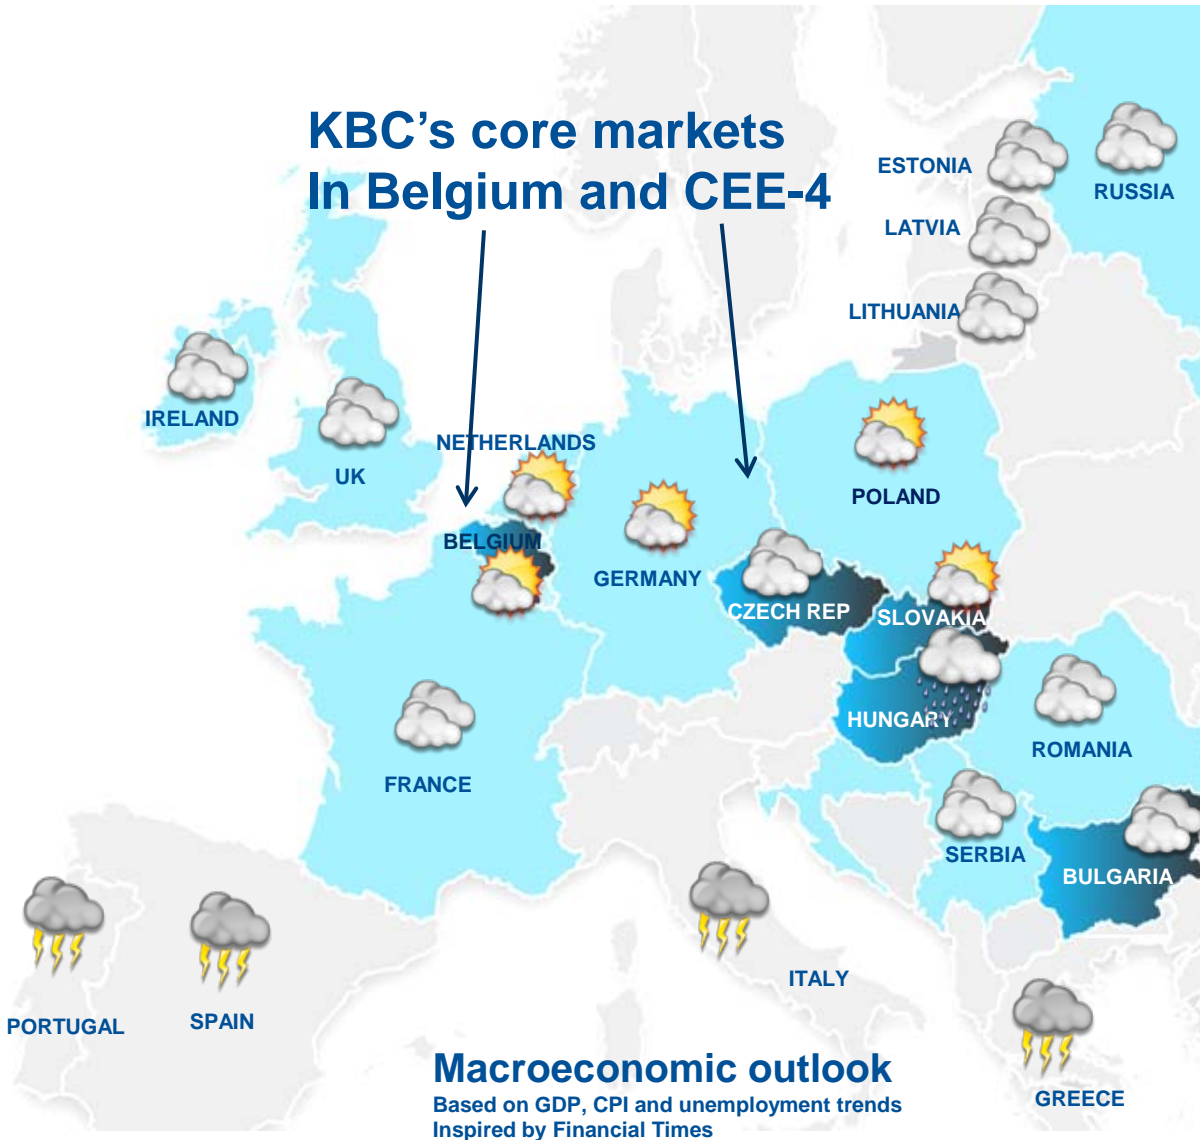 KBC’s core markets
In Belgium and CEE-4
ESTONIA
RUSSIA
LATVIA
LITHUANIA
IRELAND
NETHERLANDS
UK
POLAND
BELGIUM
GERMANY
CZECH REP
SLOVAKIA
HUNGARY
ROMANIA
FRANCE
SERBIA
BULGARIA
ITALY
PORTUGAL
SPAIN
GREECE
Macroeconomic outlook
Based on GDP, CPI and unemployment trends
Inspired by Financial Times